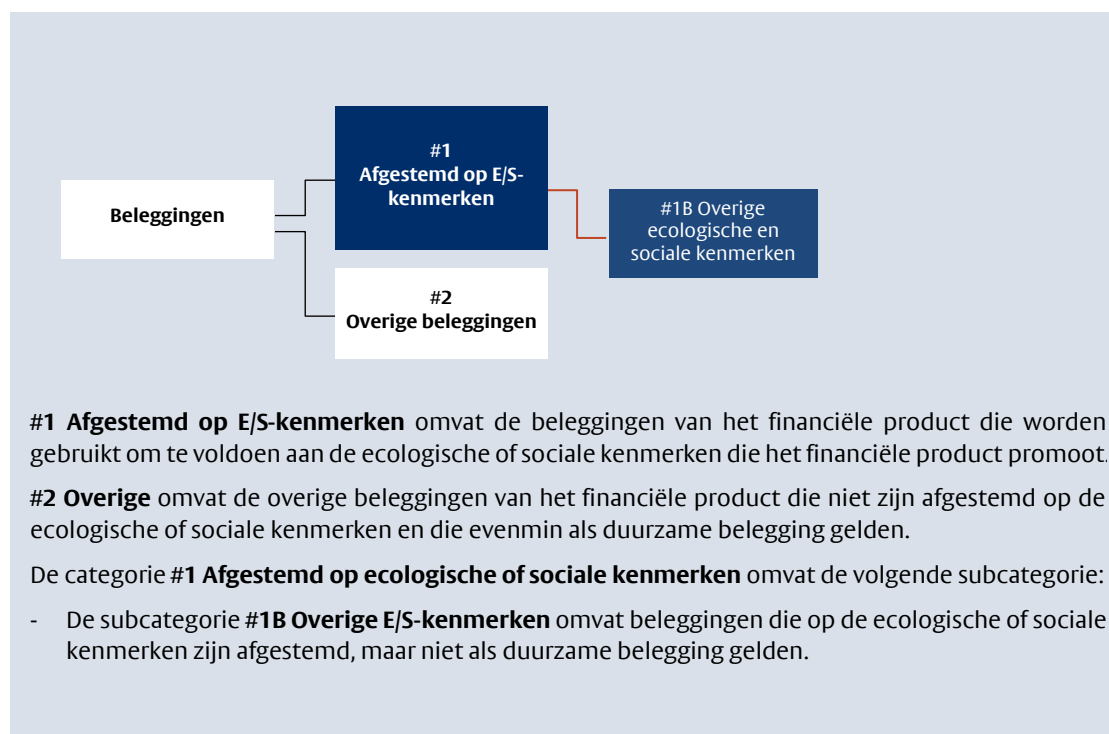 #1
Afgestemd op E/S-
kenmerken
Beleggingen
#1B Overige
ecologische en
sociale kenmerken
#2
Overige beleggingen
#1 Afgestemd op E/S-kenmerken omvat de beleggingen van het financiële product die worden
gebruikt om te voldoen aan de ecologische of sociale kenmerken die het financiële product promoot.
#2 Overige omvat de overige beleggingen van het financiële product die niet zijn afgestemd op de
ecologische of sociale kenmerken en die evenmin als duurzame belegging gelden.
De categorie #1 Afgestemd op ecologische of sociale kenmerken omvat de volgende subcategorie:
- De subcategorie #1B Overige E/S-kenmerken omvat beleggingen die op de ecologische of sociale
kenmerken zijn afgestemd, maar niet als duurzame belegging gelden.